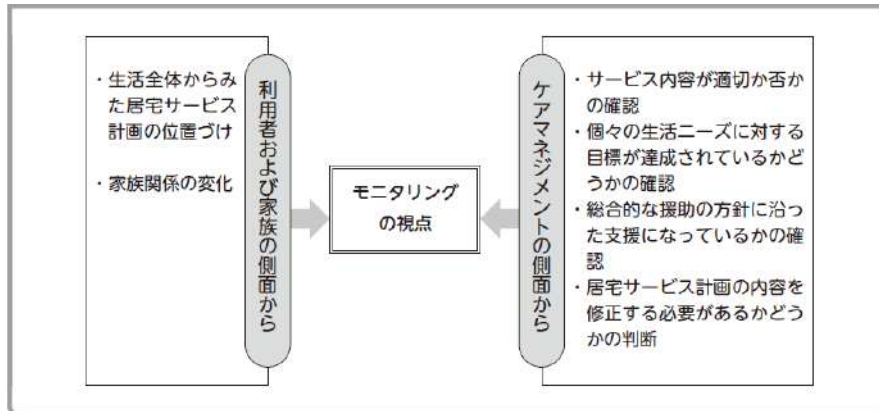 ・生活全体からみ
た居宅サービス
計画の位置づけ
・家族関係の変化
利用者および家族の側面から
モニタリング
の視点
ケアマネジメントの側面から
・サービス内容が適切か否か
の確認
・個々の生活ニーズに対する
目標が達成されているかど
うかの確認
・総合的な援助の方針に沿っ
た支援になっているかの確
認
・居宅サービス計画の内容を
修正する必要があるかどう
かの判断